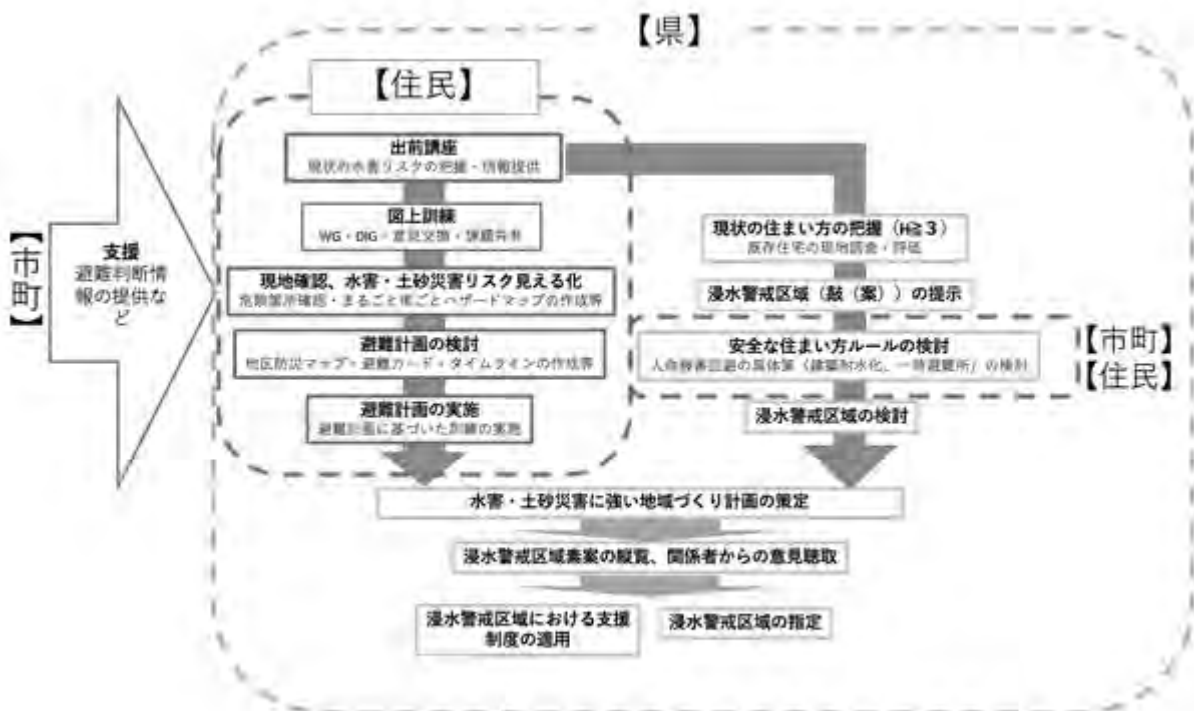 【県】
【住民】
出前講座
現状の水害リスクの把握・情報提供
図上訓練
WG・DIG・意見交換・課題共有
現地確認、水害・土砂災害リスク見える化
危険箇所確認・まるごとまちごとハザードマップの作成等
避難計画の検討
地区防災マップ・避難カード・タイムラインの作成等
避難計画の実施
避難計画に基づいた訓練の実施
【市町】
支援
避難判断情
報の提供な
ど
現状の住まい方の把握（H≧３）
既存住宅の現地調査・評価
浸水警戒区域（（案））の提示
安全な住まい方ルールの検討
人命被害回避の具体策（建築耐水化、一時避難所）の検討
【市町】
【住民】
浸水警戒区域の検討
水害・土砂災害に強い地域づくり計画の策定
浸水警戒区域素案の縦覧、関係者からの意見聴取
浸水警戒区域における支援
制度の適用
浸水警戒区域の指定